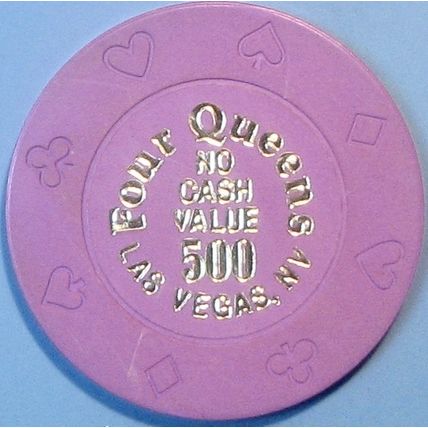 Four Queens
NO
CASH
VALUE
500
LAS VEGAS, NV